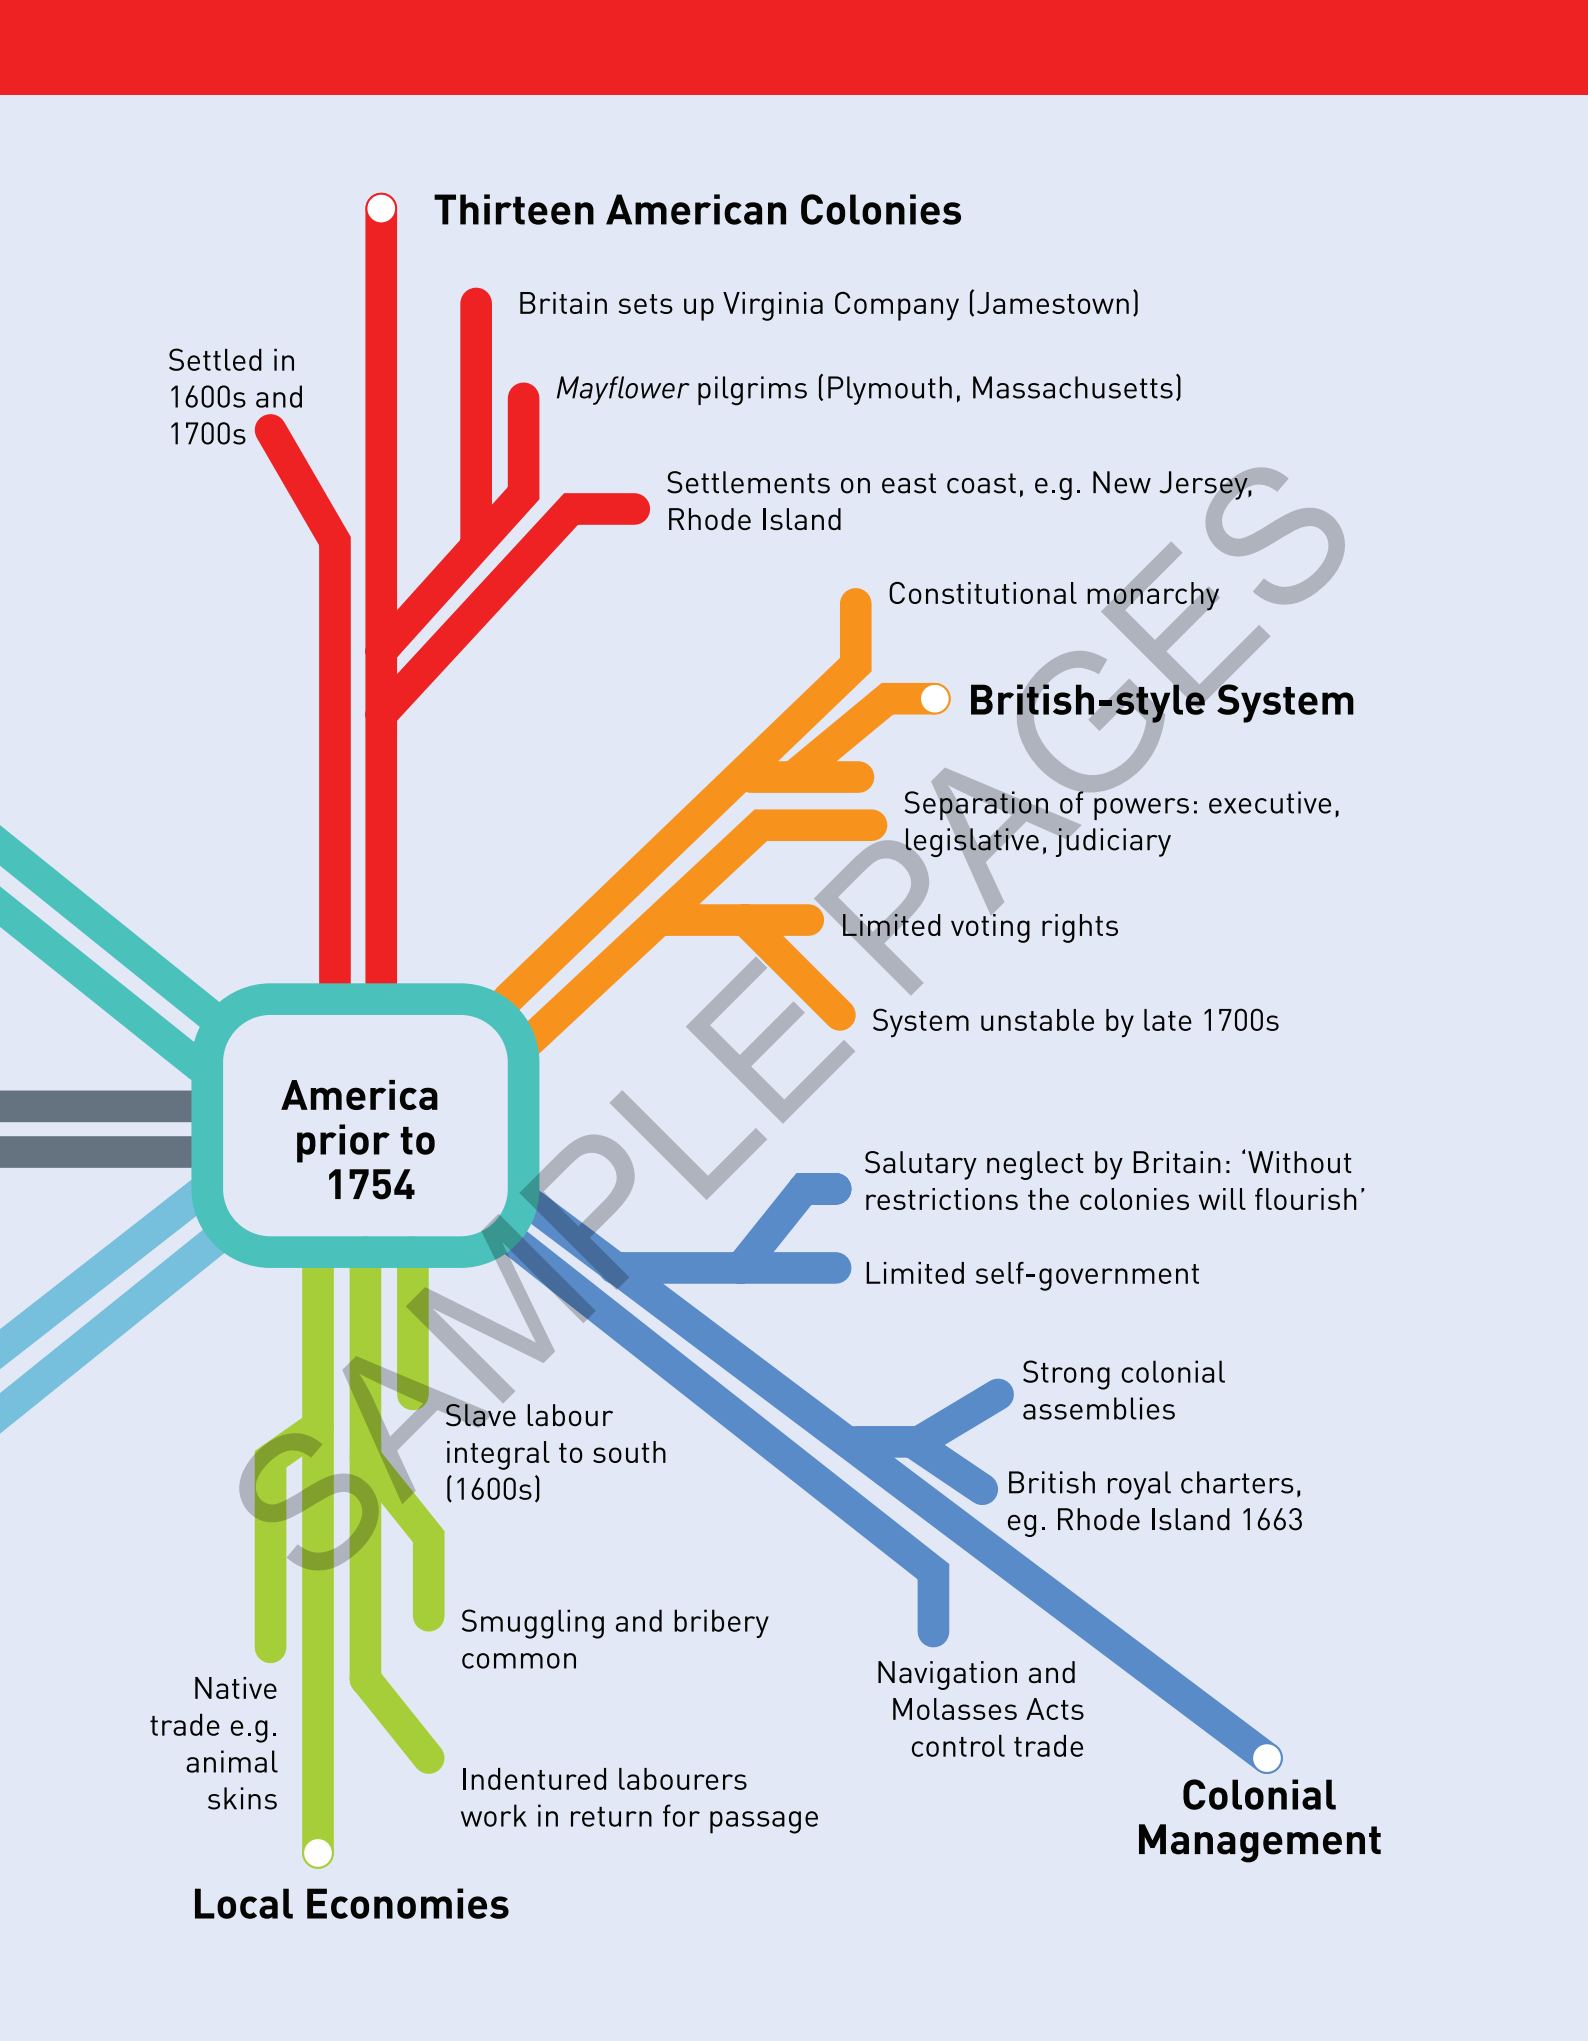 Thirteen American Colonies
Britain sets up Virginia Company (Jamestown)
Settled in
1600s and
1700s
Mayflower pilgrims (Plymouth, Massachusetts)
Settlements on east coast, e.g. New Jersey,
Rhode Island
Constitutional monarchy
British-style System
Separation of powers: executive,
legislative, judiciary
Limited voting rights
System unstable by late 1700s
America
prior to
1754
Salutary neglect by Britain: ‘Without
restrictions the colonies will flourish’
Limited self-government
Strong colonial
assemblies
British royal charters,
eg. Rhode Island 1663
Slave labour
integral to south
(1600s)
Smuggling and bribery
common
Native
trade e.g.
animal
skins
Navigation and
Molasses Acts
control trade
Indentured labourers
work in return for passage
Colonial
Management
Local Economies
SAMPLE PAGES